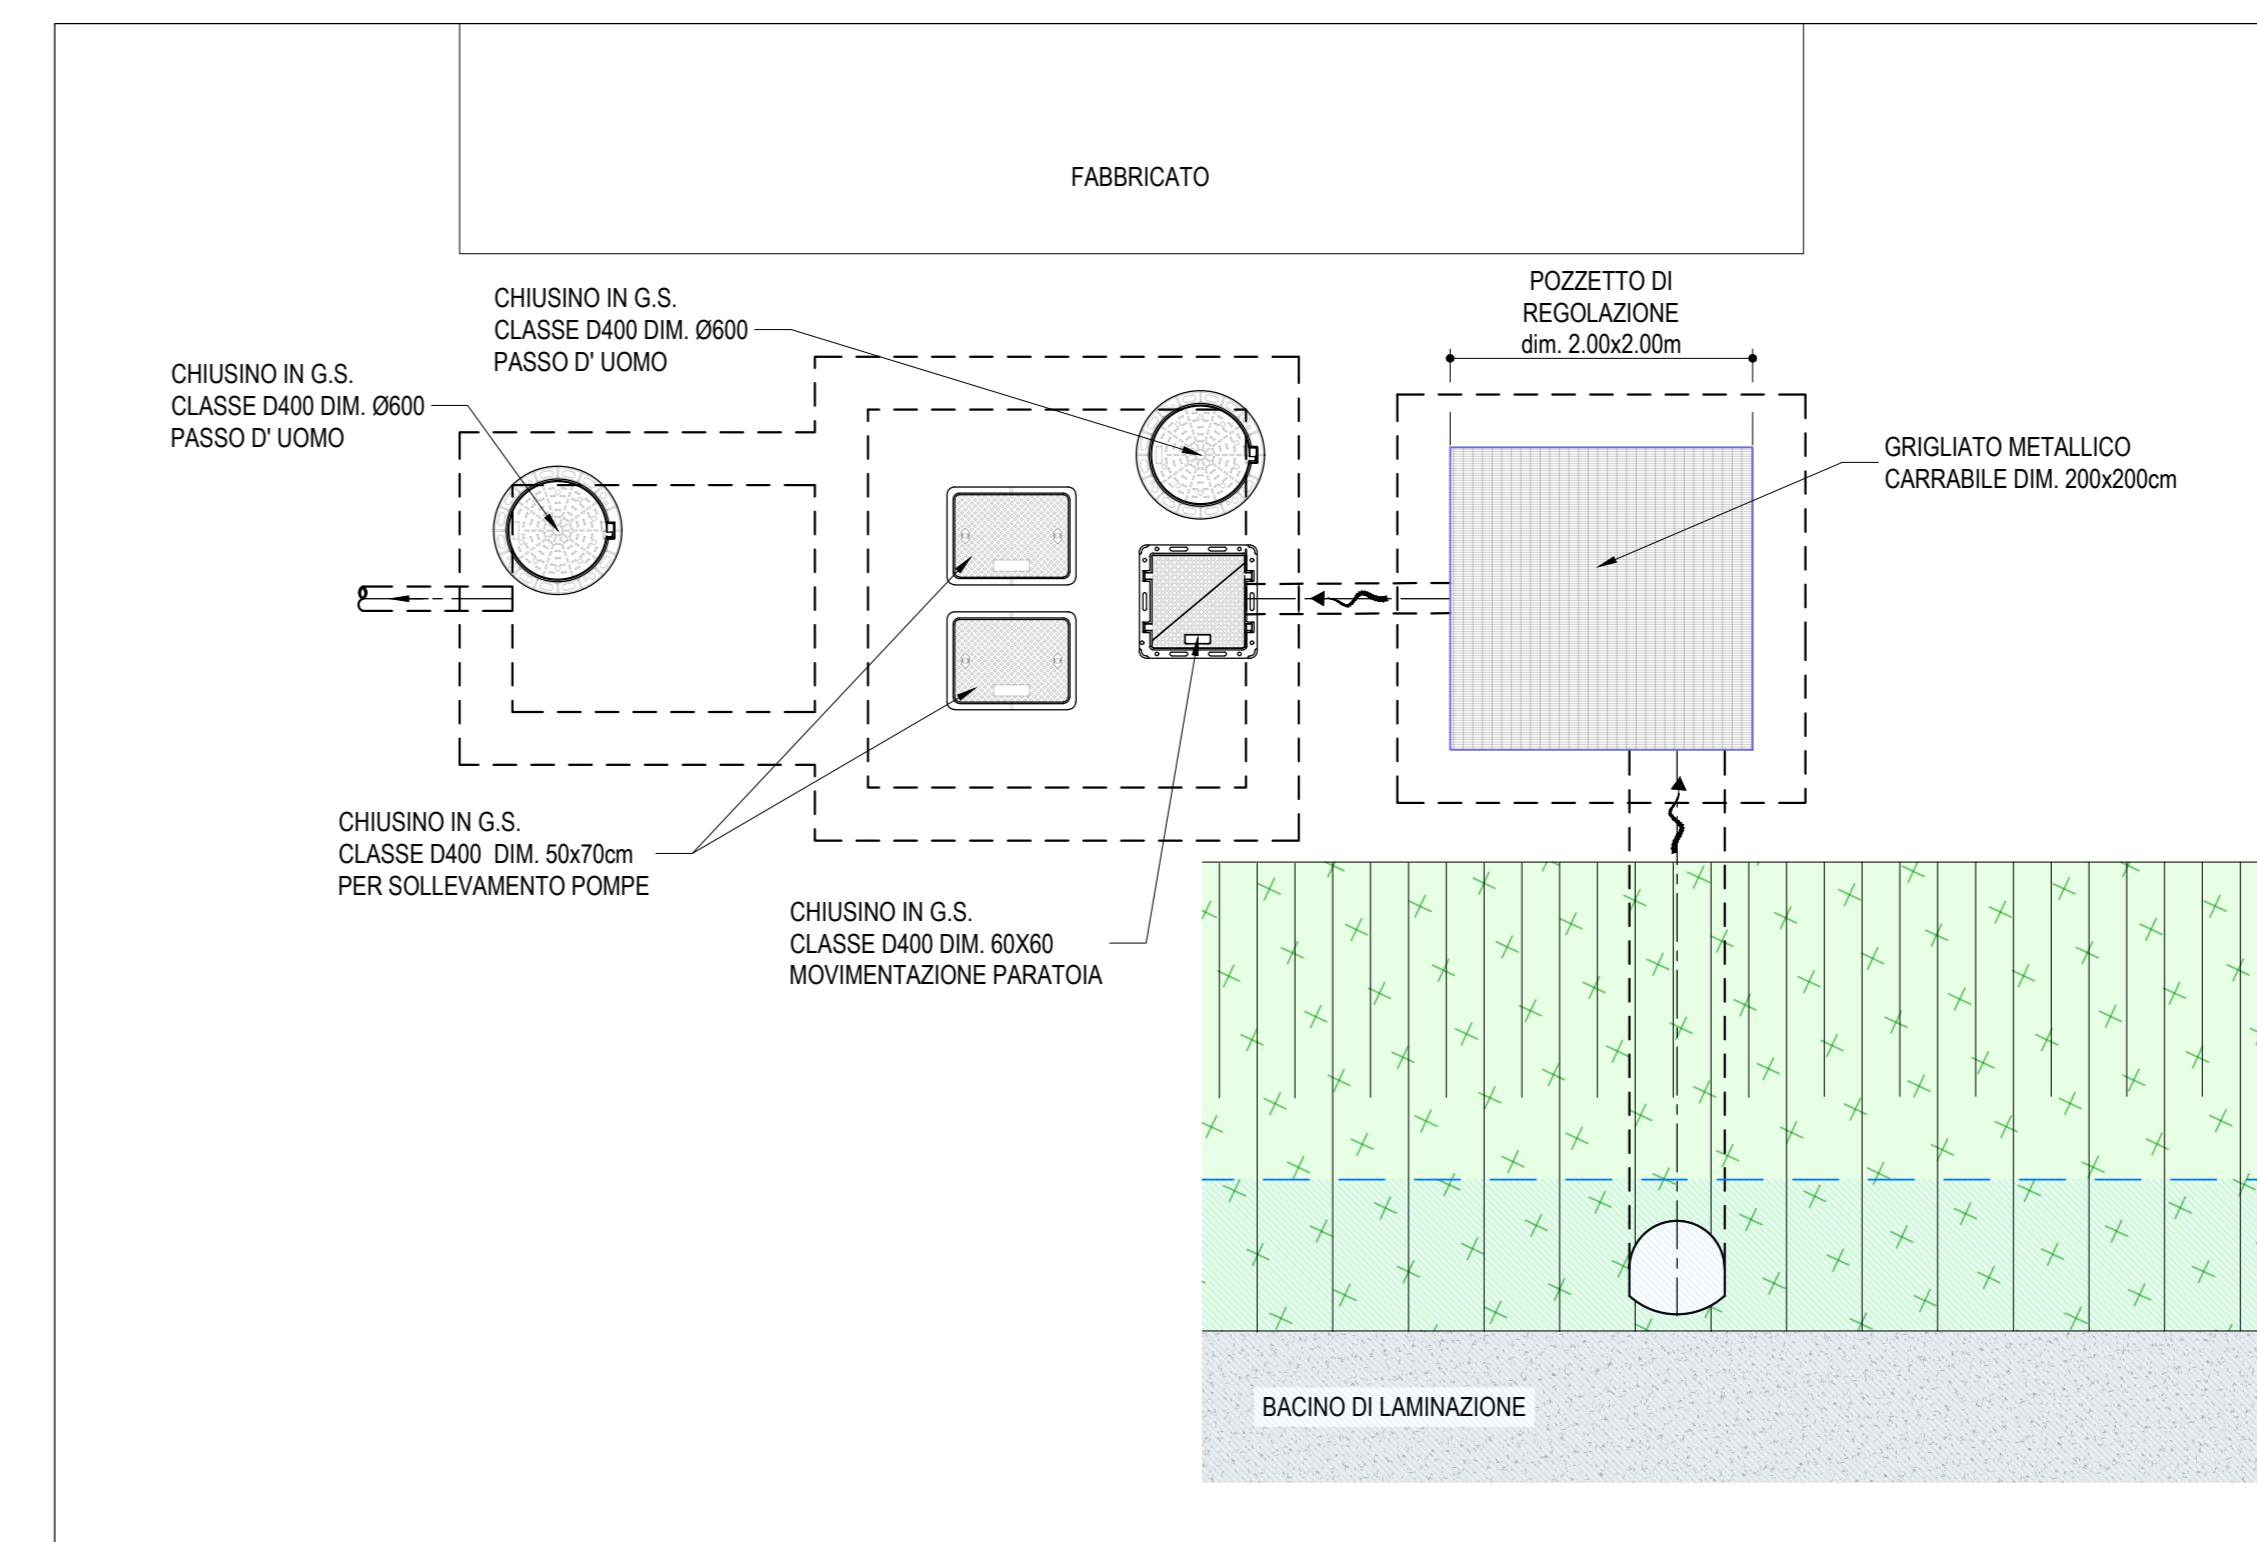 FABBRICATO
POZZETTO DI
REGOLAZIONE
dim. 2.00x2.00m
CHIUSINO IN G.S.
CLASSE D400 DIM. Ø600
PASSO D' UOMO
CHIUSINO IN G.S.
CLASSE D400 DIM. Ø600
PASSO D' UOMO
GRIGLIATO METALLICO
CARRABILE DIM. 200x200cm
CHIUSINO IN G.S.
CLASSE D400 DIM. 50x70cm
PER SOLLEVAMENTO POMPE
CHIUSINO IN G.S.
CLASSE D400 DIM. 60X60
MOVIMENTAZIONE PARATOIA
BACINO DI LAMINAZIONE